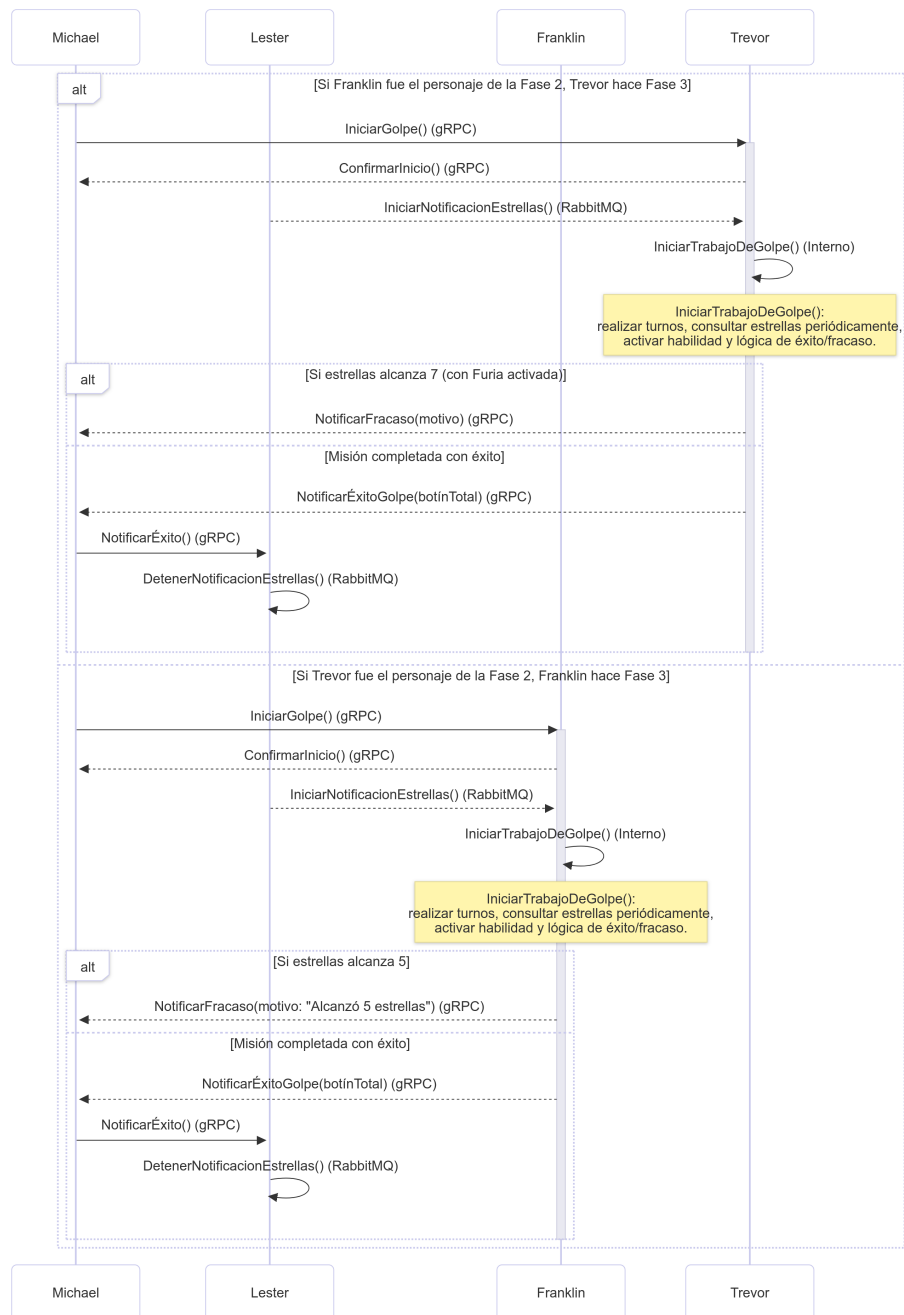 Michael
Lester
Franklin
Trevor
alt
[Si Franklin fue el personaje de la Fase 2, Trevor hace Fase 3]
IniciarGolpe() (gRPC)
ConfirmarInicio() (gRPC)
IniciarNotificacionEstrellas() (RabbitMQ)
IniciarTrabajoDeGolpe() (Interno)
IniciarTrabajoDeGolpe():
realizar turnos, consultar estrellas periódicamente,
activar habilidad y lógica de éxito/fracaso.
alt
[Si estrellas alcanza 7 (con Furia activada)]
NotificarFracaso(motivo) (gRPC)
[Misión completada con éxito]
NotificarÉxitoGolpe(botínTotal) (gRPC)
NotificarÉxito() (gRPC)
DetenerNotificacionEstrellas() (RabbitMQ)
[Si Trevor fue el personaje de la Fase 2, Franklin hace Fase 3]
IniciarGolpe() (gRPC)
ConfirmarInicio() (gRPC)
IniciarNotificacionEstrellas() (RabbitMQ)
IniciarTrabajoDeGolpe() (Interno)
IniciarTrabajoDeGolpe():
realizar turnos, consultar estrellas periódicamente,
activar habilidad y lógica de éxito/fracaso.
alt
[Si estrellas alcanza 5]
NotificarFracaso(motivo: "Alcanzó 5 estrellas") (gRPC)
[Misión completada con éxito]
NotificarÉxitoGolpe(botínTotal) (gRPC)
NotificarÉxito() (gRPC)
DetenerNotificacionEstrellas() (RabbitMQ)
Michael
Lester
Franklin
Trevor